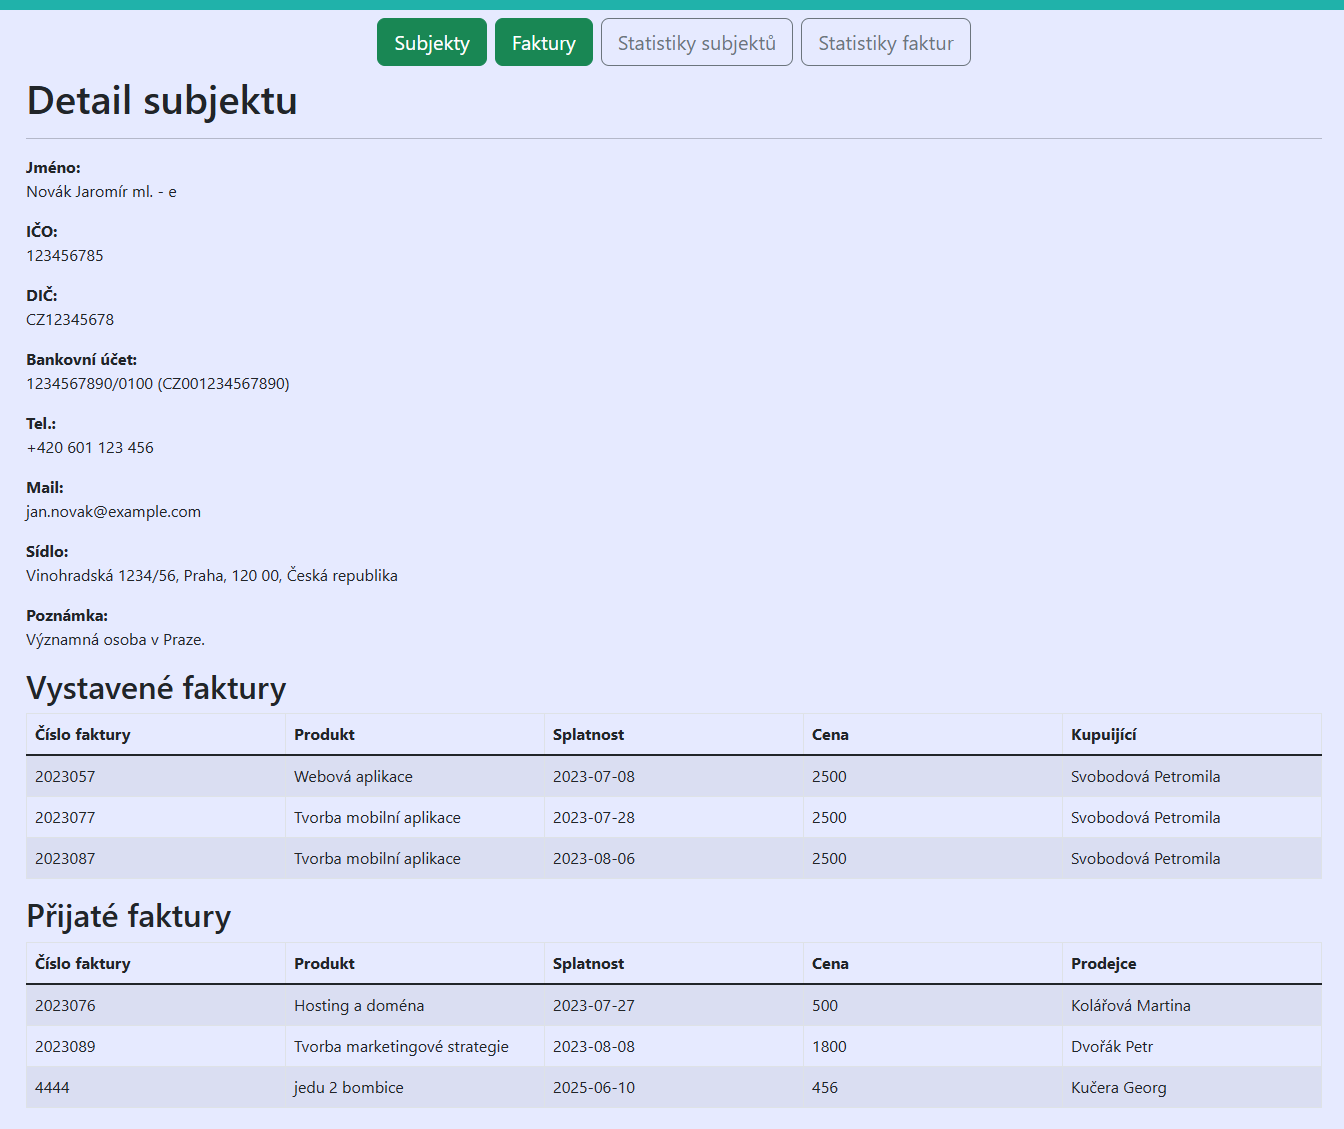 Subjekty Faktury Statistiky subjektů Statistiky faktur
Detail subjektu
Jméno:
Novák Jaromír ml. - e
IČO:
123456785
DIČ:
CZ12345678
Bankovní účet:
1234567890/0100 (CZ001234567890)
Tel.:
+420 601 123 456
Mail:
jan.novak@example.com
Sídlo:
Vinohradská 1234/56, Praha, 120 00, Česká republika
Poznámka:
Významná osoba v Praze.
Vystavené faktury
Číslo faktury Produkt Splatnost Cena Kupuijící
2023057 Webová aplikace 2023-07-08 2500 Svobodová Petromila
2023077 Tvorba mobilní aplikace 2023-07-28 2500 Svobodová Petromila
2023087 Tvorba mobilní aplikace 2023-08-06 2500 Svobodová Petromila
Přijaté faktury
Číslo faktury Produkt Splatnost Cena Prodejce
2023076 Hosting a doména 2023-07-27 500 Kolářová Martina
2023089 Tvorba marketingové strategie 2023-08-08 1800 Dvořák Petr
4444 jedu 2 bombice 2025-06-10 456 Kučera Georg